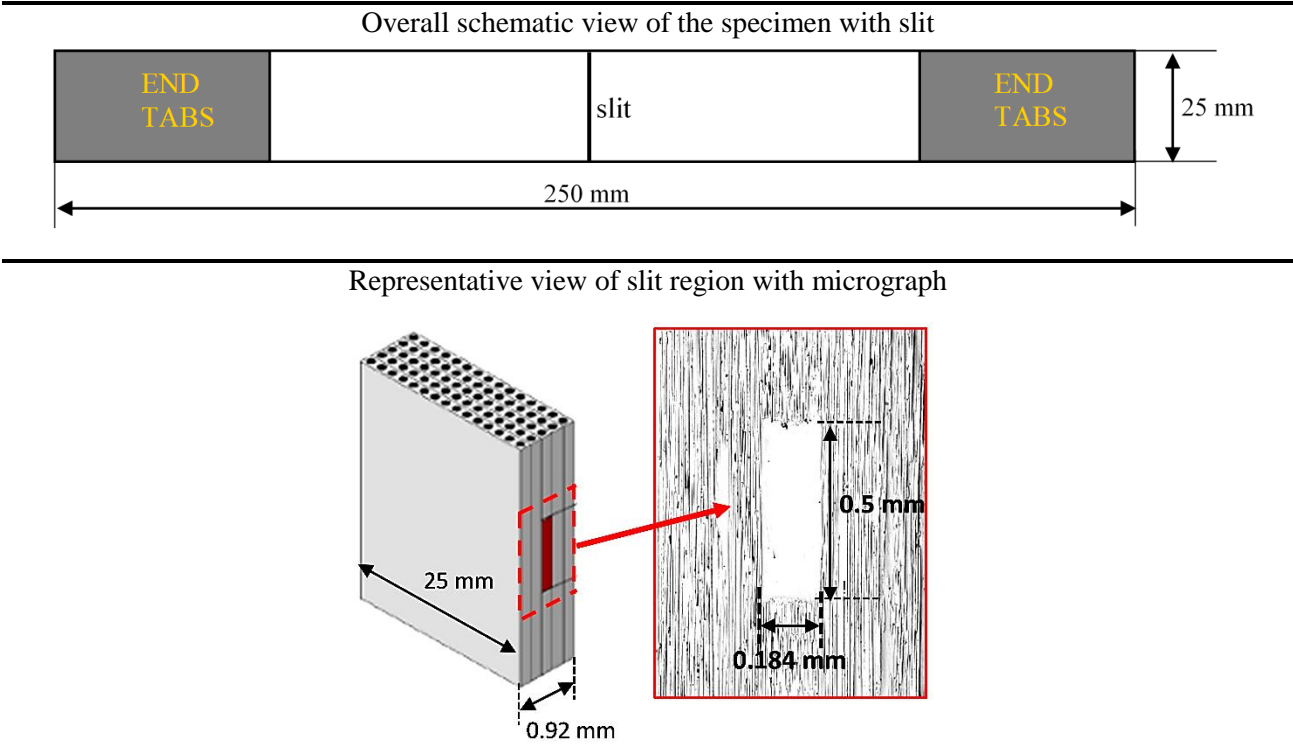 Overall schematic view of the specimen with slit
END
TABS
slit
END
TABS
25 mm
250 mm
Representative view of slit region with micrograph
0.5 mm
25 mm
0.184 mm
0.92 mm